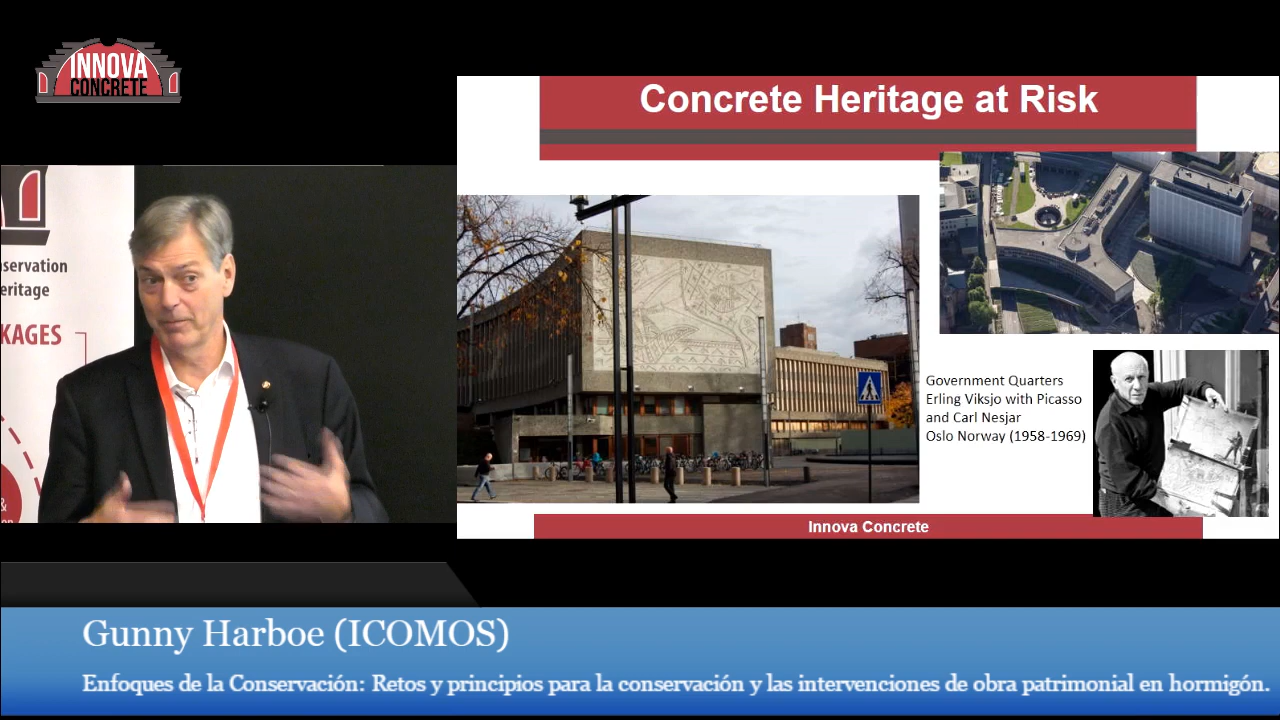 INNOVA
CONCRETE
Concrete Heritage at Risk
KAGES
&
Government Quarters
Erling Viksjo with Picasso
and Carl Nesjar
Oslo Norway (1958-1969)
Innova Concrete
Gunny Harboe (ICOMOS)
Enfoques de la Conservación: Retos y principios para la conservación y las intervenciones de obra patrimonial en hormigón.